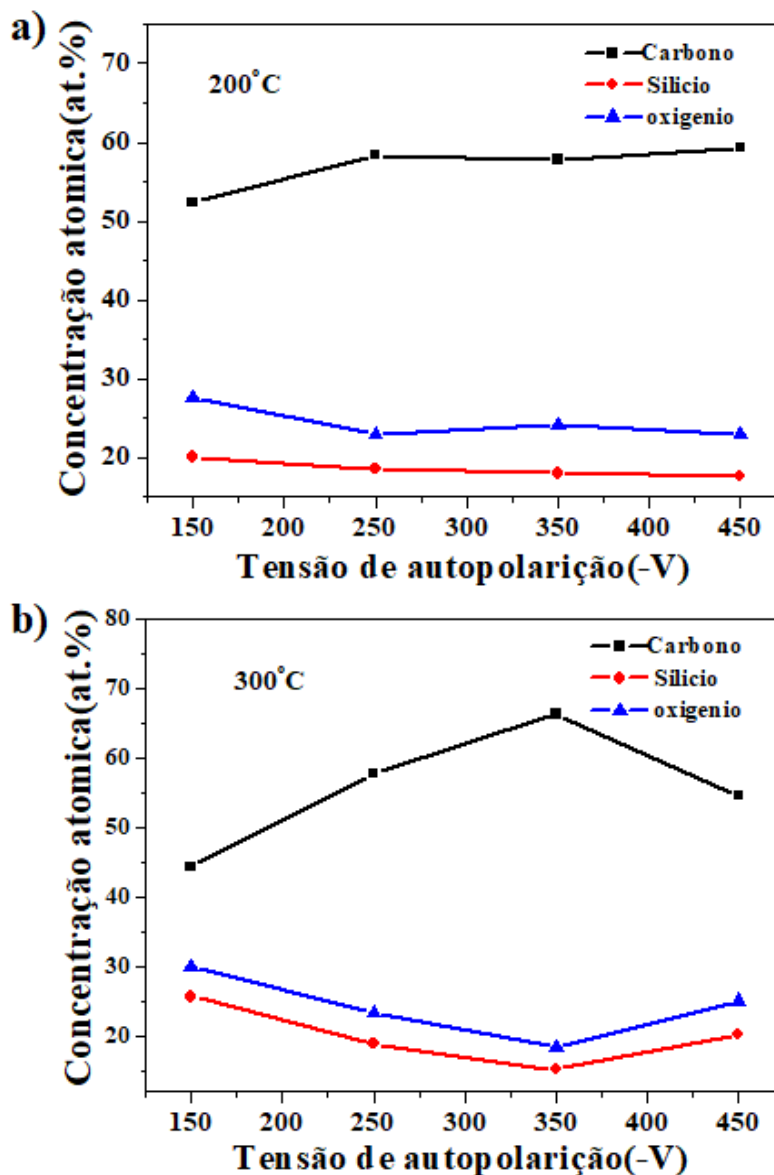 a)
200°C
Carbono
Silicio
oxigenio
Concentração atomica(at.%)
70
60
50
40
30
20
150 200 250 300 350 400 450
Tensão de autopolarição(-V)
b)
300°C
Carbono
Silicio
oxigenio
Concentração atomica(at.%)
80
70
60
50
40
30
20
150 200 250 300 350 400 450
Tensão de autopolarição(-V)